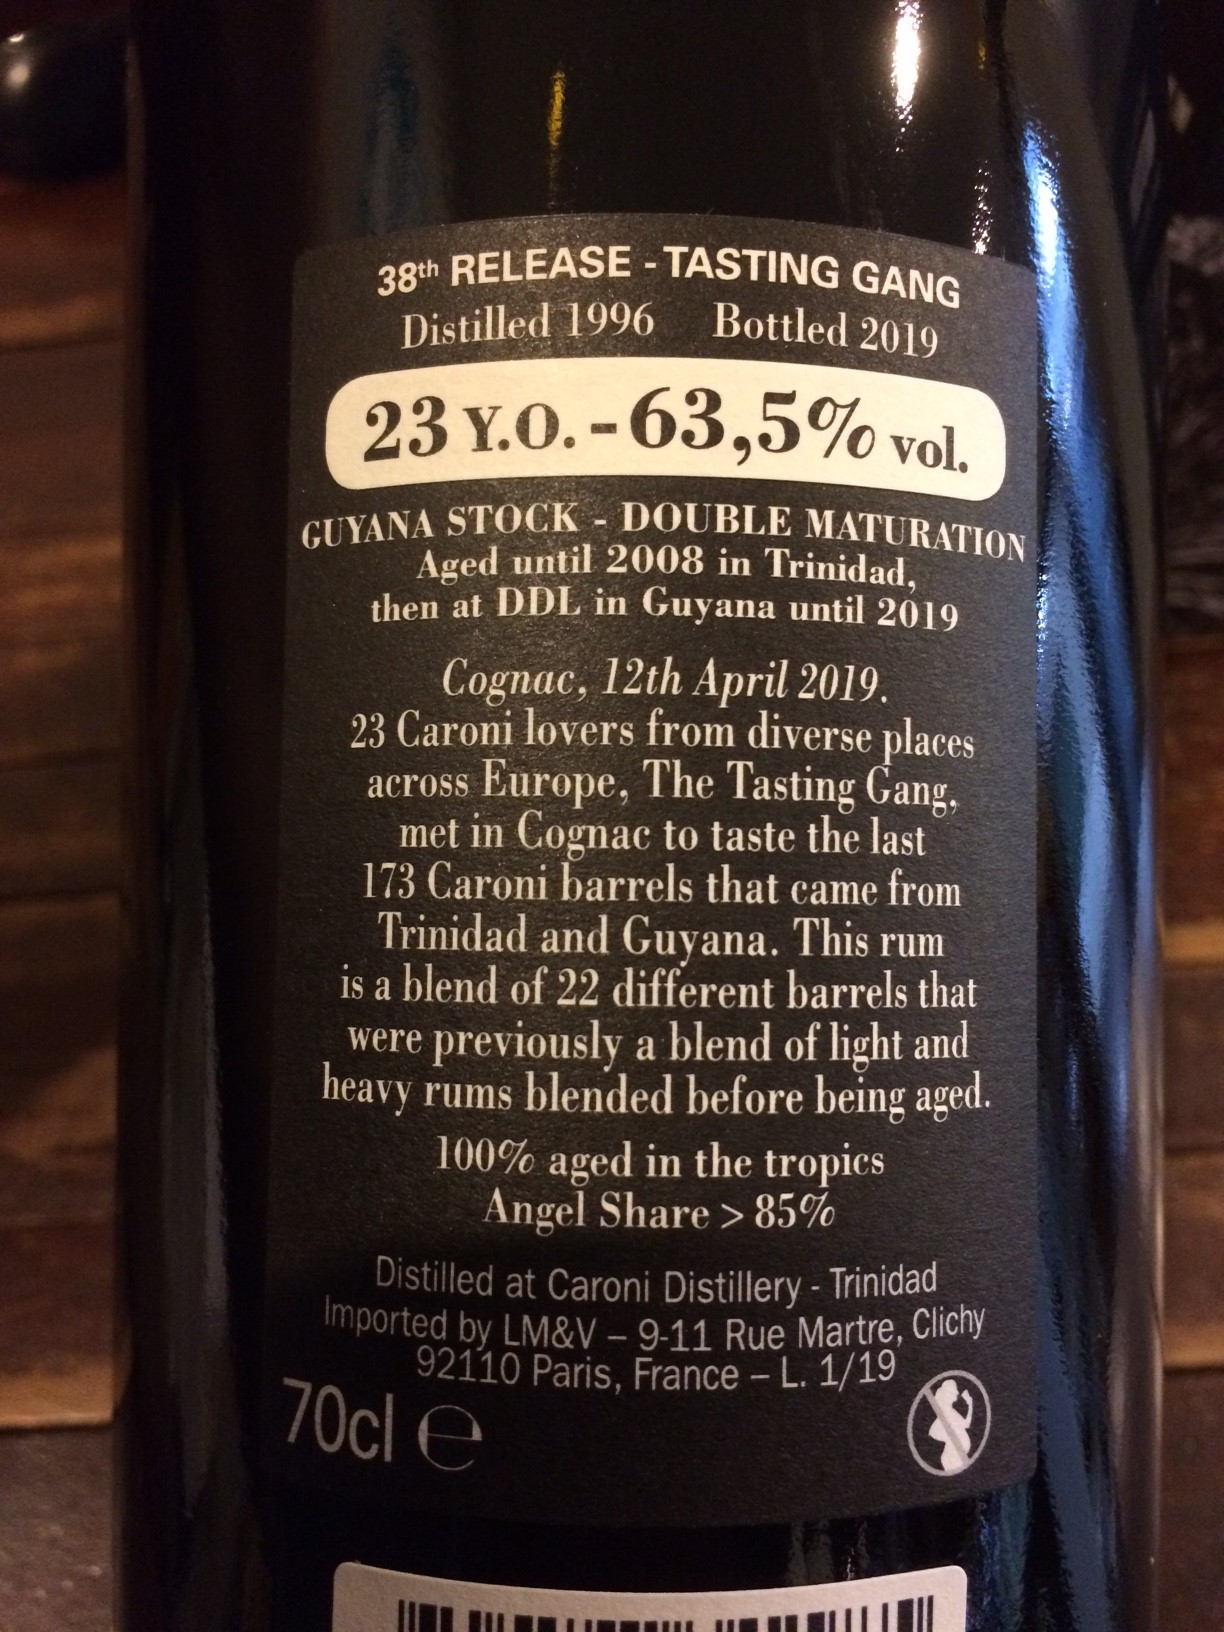 38th RELEASE - TASTING GANG
Distilled 1996 Bottled 2019
23 Y.O. - 63,5% vol.
GUYANA STOCK - DOUBLE MATURATION
Aged until 2008 in Trinidad,
then at DDL in Guyana until 2019
Cognac, 12th April 2019.
23 Caroni lovers from diverse places
across Europe, The Tasting Gang,
met in Cognac to taste the last
173 Caroni barrels that came from
Trinidad and Guyana. This rum
is a blend of 22 different barrels that
were previously a blend of light and
heavy rums blended before being aged.
100% aged in the tropics
Angel Share > 85%
Distilled at Caroni Distillery - Trinidad
Imported by LM&V – 9-11 Rue Martre, Clichy
92110 Paris, France – L. 1/19
70cl ℮